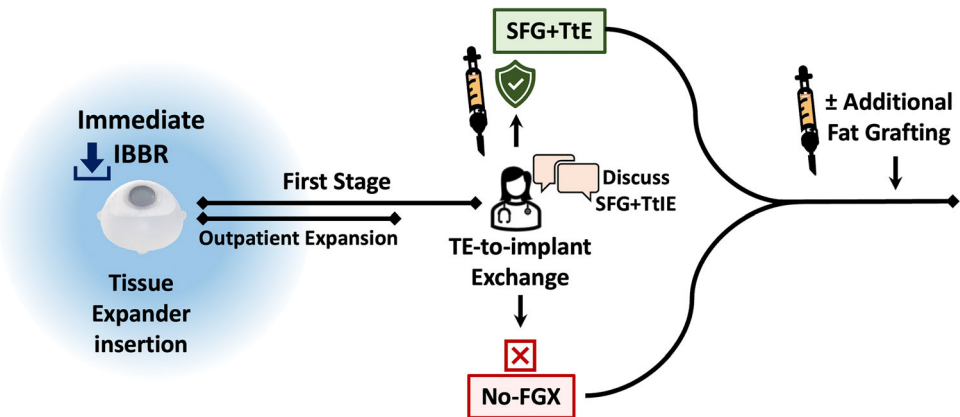 SFG+TtE
Immediate
IBBR
First Stage
Outpatient Expansion
Tissue
Expander
insertion
Discuss
SFG+TtIE
TE-to-implant
Exchange
No-FGX
± Additional
Fat Grafting